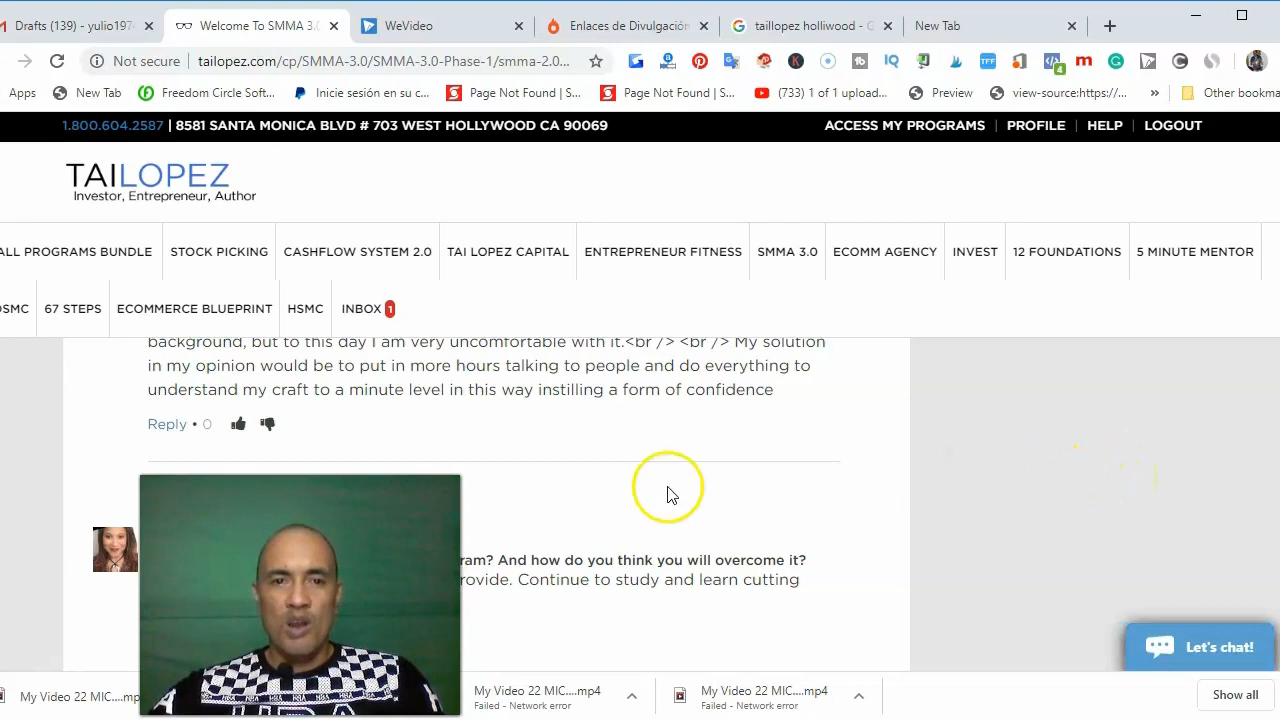 Drafts (139) - yulio197
Welcome To SMMA 3.0
WeVideo
Enlaces de Divulgación
taillopez holliwood - G
New Tab
Not secure
tailopez.com/cp/SMMA-3.0/SMMA-3.0-Phase-1/smma-2.0...
Apps
New Tab
Freedom Circle Soft...
Inicie sesión en su c...
Page Not Found | S...
Page Not Found | S...
(733) 1 of 1 upload...
Preview
view-source:https://...
»
Other bookma
1.800.604.2587 | 8581 SANTA MONICA BLVD # 703 WEST HOLLYWOOD CA 90069
ACCESS MY PROGRAMS | PROFILE | HELP | LOGOUT
TAILOPEZ
Investor, Entrepreneur, Author
ALL PROGRAMS BUNDLE
STOCK PICKING
CASHFLOW SYSTEM 2.0
TAI LOPEZ CAPITAL
ENTREPRENEUR FITNESS
SMMA 3.0
ECOMM AGENCY
INVEST
12 FOUNDATIONS
5 MINUTE MENTOR
OSMC
67 STEPS
ECOMMERCE BLUEPRINT
HSMC
INBOX 1
background, but to this day I am very uncomfortable with it.<br /> <br /> My solution
in my opinion would be to put in more hours talking to people and do everything to
understand my craft to a minute level in this way instilling a form of confidence
Reply • 0
ram? And how do you think you will overcome it?
rovide. Continue to study and learn cutting
Let's chat!
My Video 22 MIC....mp
My Video 22 MIC....mp4
Failed - Network error
My Video 22 MIC....mp4
Failed - Network error
Show all